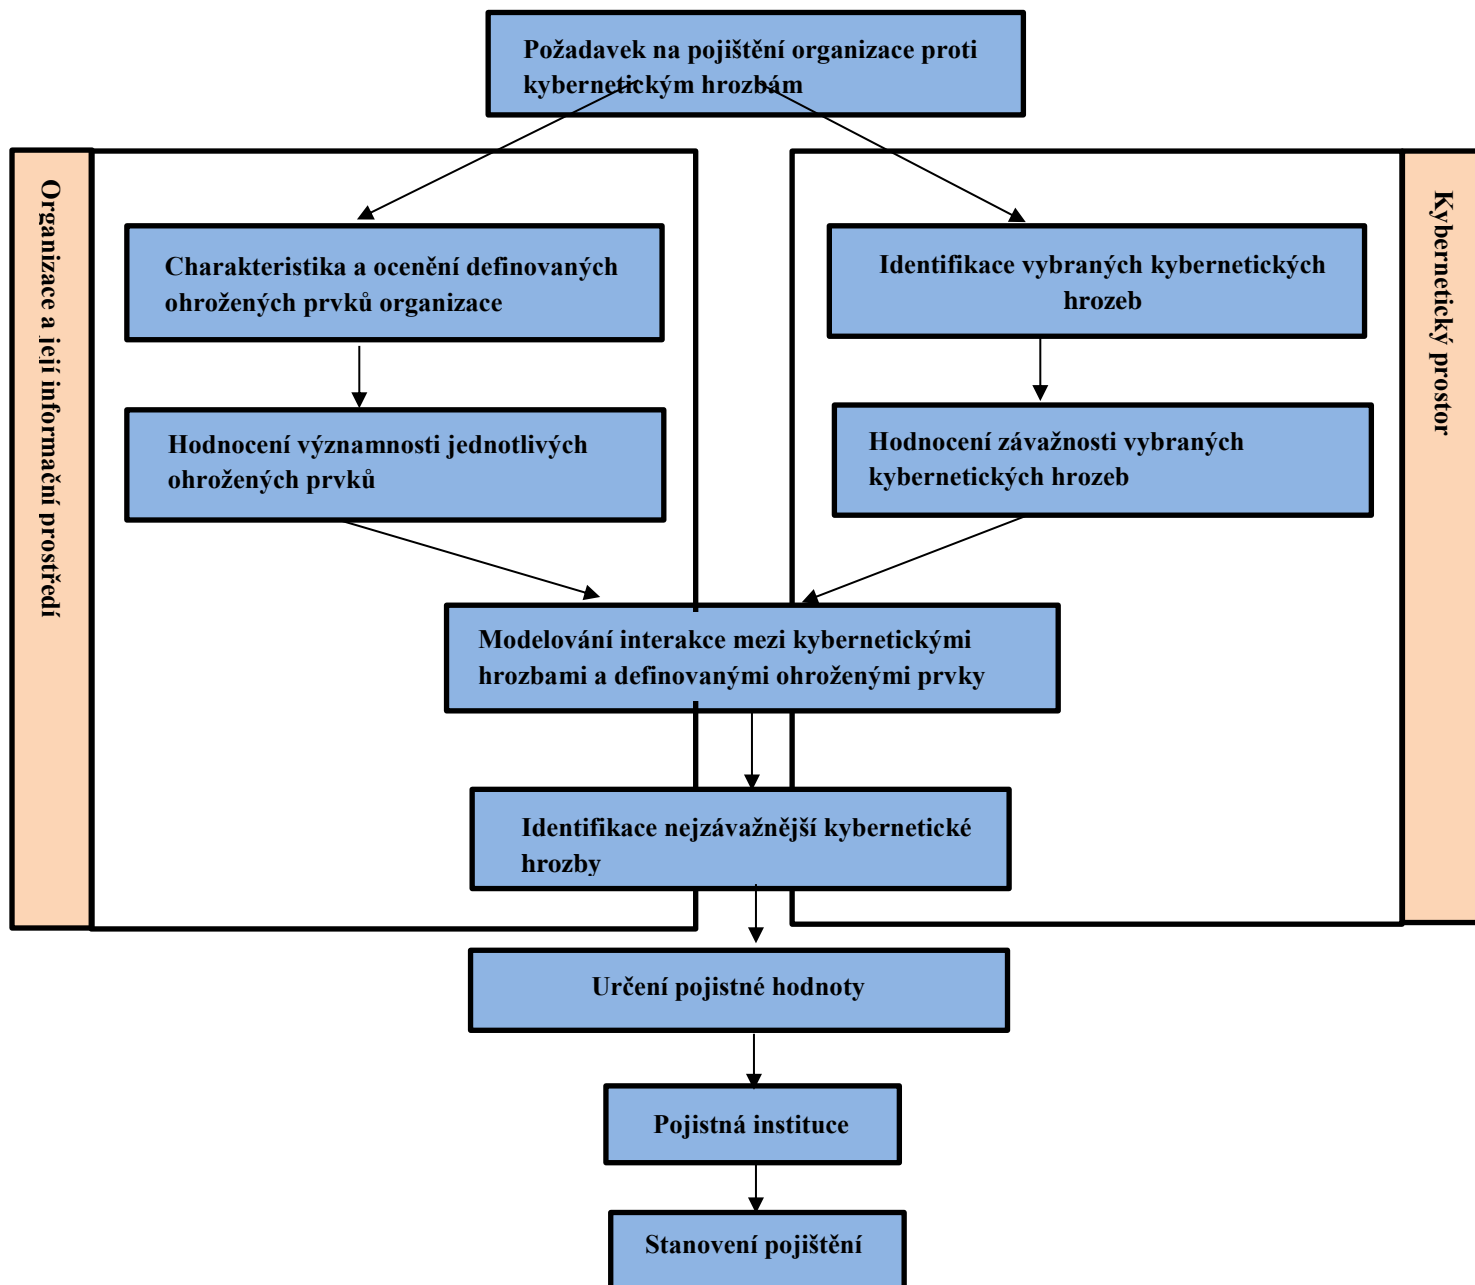 Požadavek na pojištění organizace proti
kybernetickým hrozbám
Organizace a její informační prostředí
Kybernetický prostor
Charakteristika a ocenění definovaných
ohrožených prvků organizace
Identifikace vybraných kybernetických
hrozeb
Hodnocení významnosti jednotlivých
ohrožených prvků
Hodnocení závažnosti vybraných
kybernetických hrozeb
Modelování interakce mezi kybernetickými
hrozbami a definovanými ohroženými prvky
Identifikace nejzávažnější kybernetické
hrozby
Určení pojistné hodnoty
Pojistná instituce
Stanovení pojištění